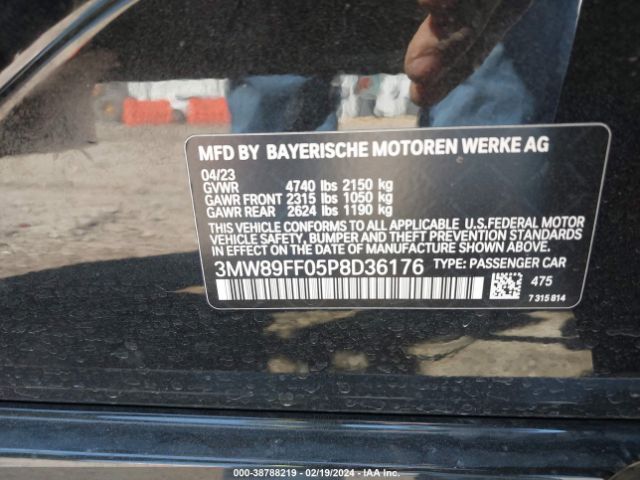 MFD BY BAYERISCHE MOTOREN WERKE AG
04/23
GVWR 4740 lbs 2150 kg
GAWR FRONT 2315 lbs 1050 kg
GAWR REAR 2624 lbs 1190 kg
THIS VEHICLE CONFORMS TO ALL APPLICABLE U.S.FEDERAL MOTOR
VEHICLE SAFETY, BUMPER AND THEFT PREVENTION STANDARDS
IN EFFECT ON THE DATE OF MANUFACTURE SHOWN ABOVE.
3MW89FF05P8D36176 TYPE: PASSENGER CAR
475
7 315 814
000-38788219 - 02/19/2024 - IAA Inc.